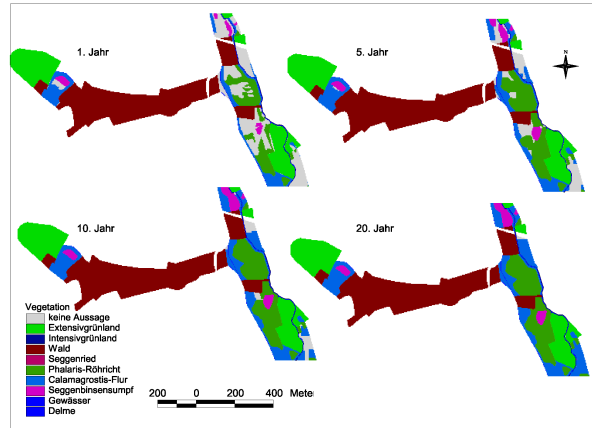 1. Jahr
5. Jahr
N
10. Jahr
20. Jahr
Vegetation
keine Aussage
Extensivgrünland
Intensivgrünland
Wald
Seggenried
Phalaris-Röhricht
Calamagrostis-Flur
Seggenbinsensumpf
Gewässer
Delme
200 0 200 400 Mete